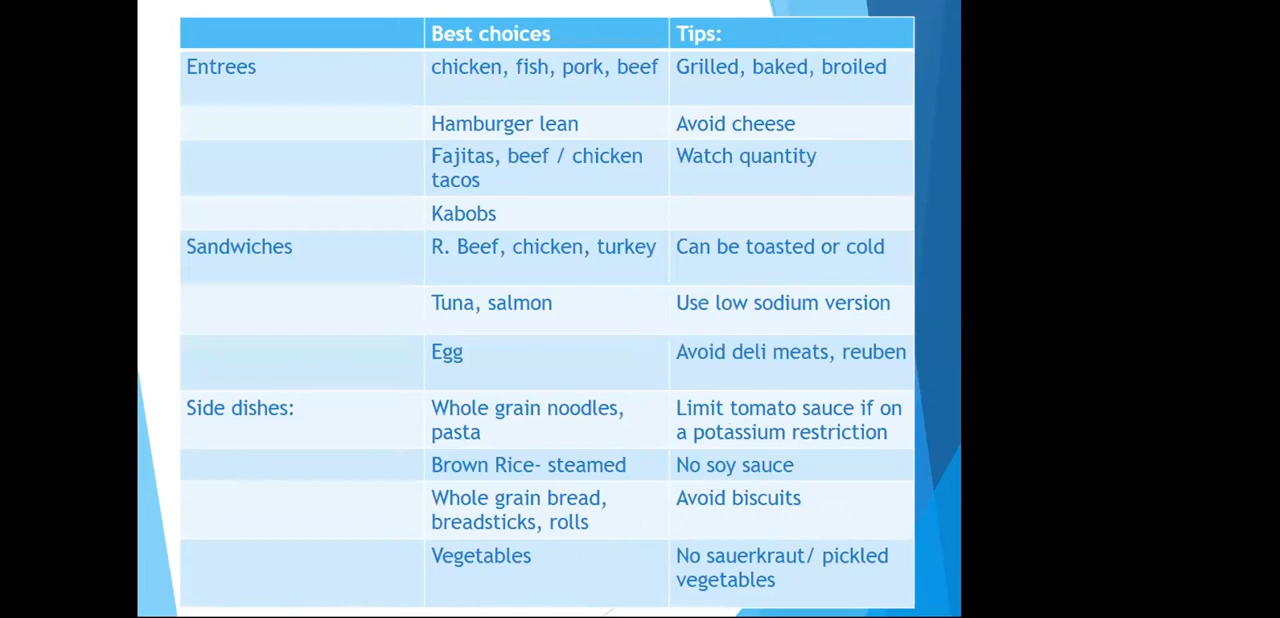 Best choices Tips:
Entrees chicken, fish, pork, beef Grilled, baked, broiled
Hamburger lean Avoid cheese
Fajitas, beef / chicken Watch quantity
tacos
Kabobs
Sandwiches R. Beef, chicken, turkey Can be toasted or cold
Tuna, salmon Use low sodium version
Egg Avoid deli meats, reuben
Side dishes: Whole grain noodles, Limit tomato sauce if on
pasta a potassium restriction
Brown Rice- steamed No soy sauce
Whole grain bread, Avoid biscuits
breadsticks, rolls
Vegetables No sauerkraut/ pickled
vegetables